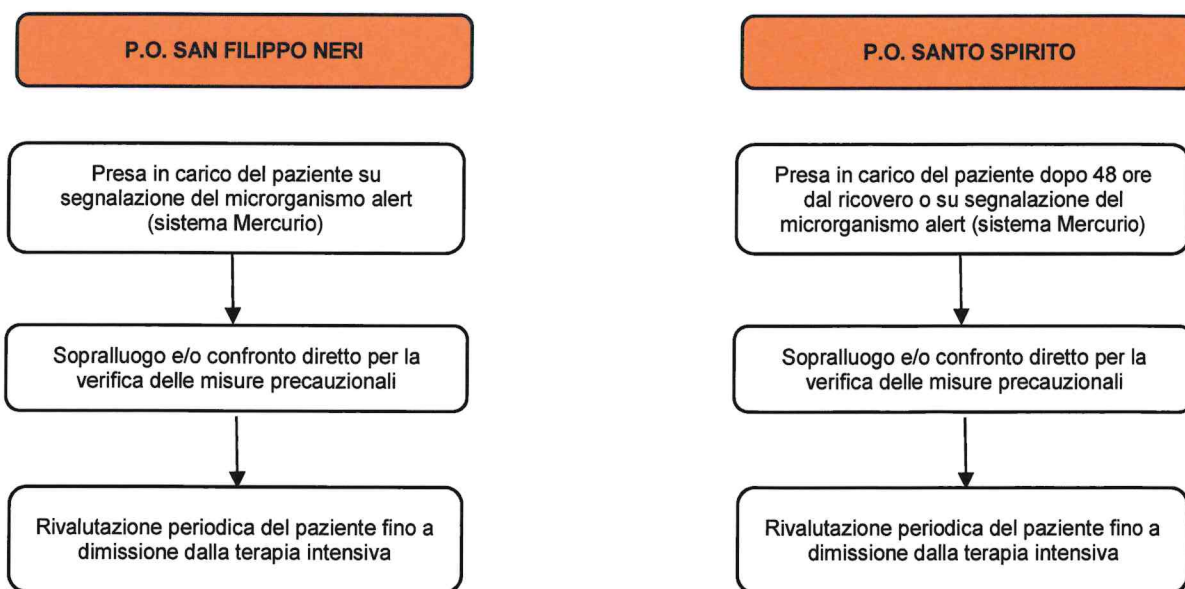 P.O. SAN FILIPPO NERI
Presa in carico del paziente su
segnalazione del microrganismo alert
(sistema Mercurio)
Sopralluogo e/o confronto diretto per la
verifica delle misure precauzionali
Rivalutazione periodica del paziente fino a
dimissione dalla terapia intensiva
P.O. SANTO SPIRITO
Presa in carico del paziente dopo 48 ore
dal ricovero o su segnalazione del
microrganismo alert (sistema Mercurio)
Sopralluogo e/o confronto diretto per la
verifica delle misure precauzionali
Rivalutazione periodica del paziente fino a
dimissione dalla terapia intensiva